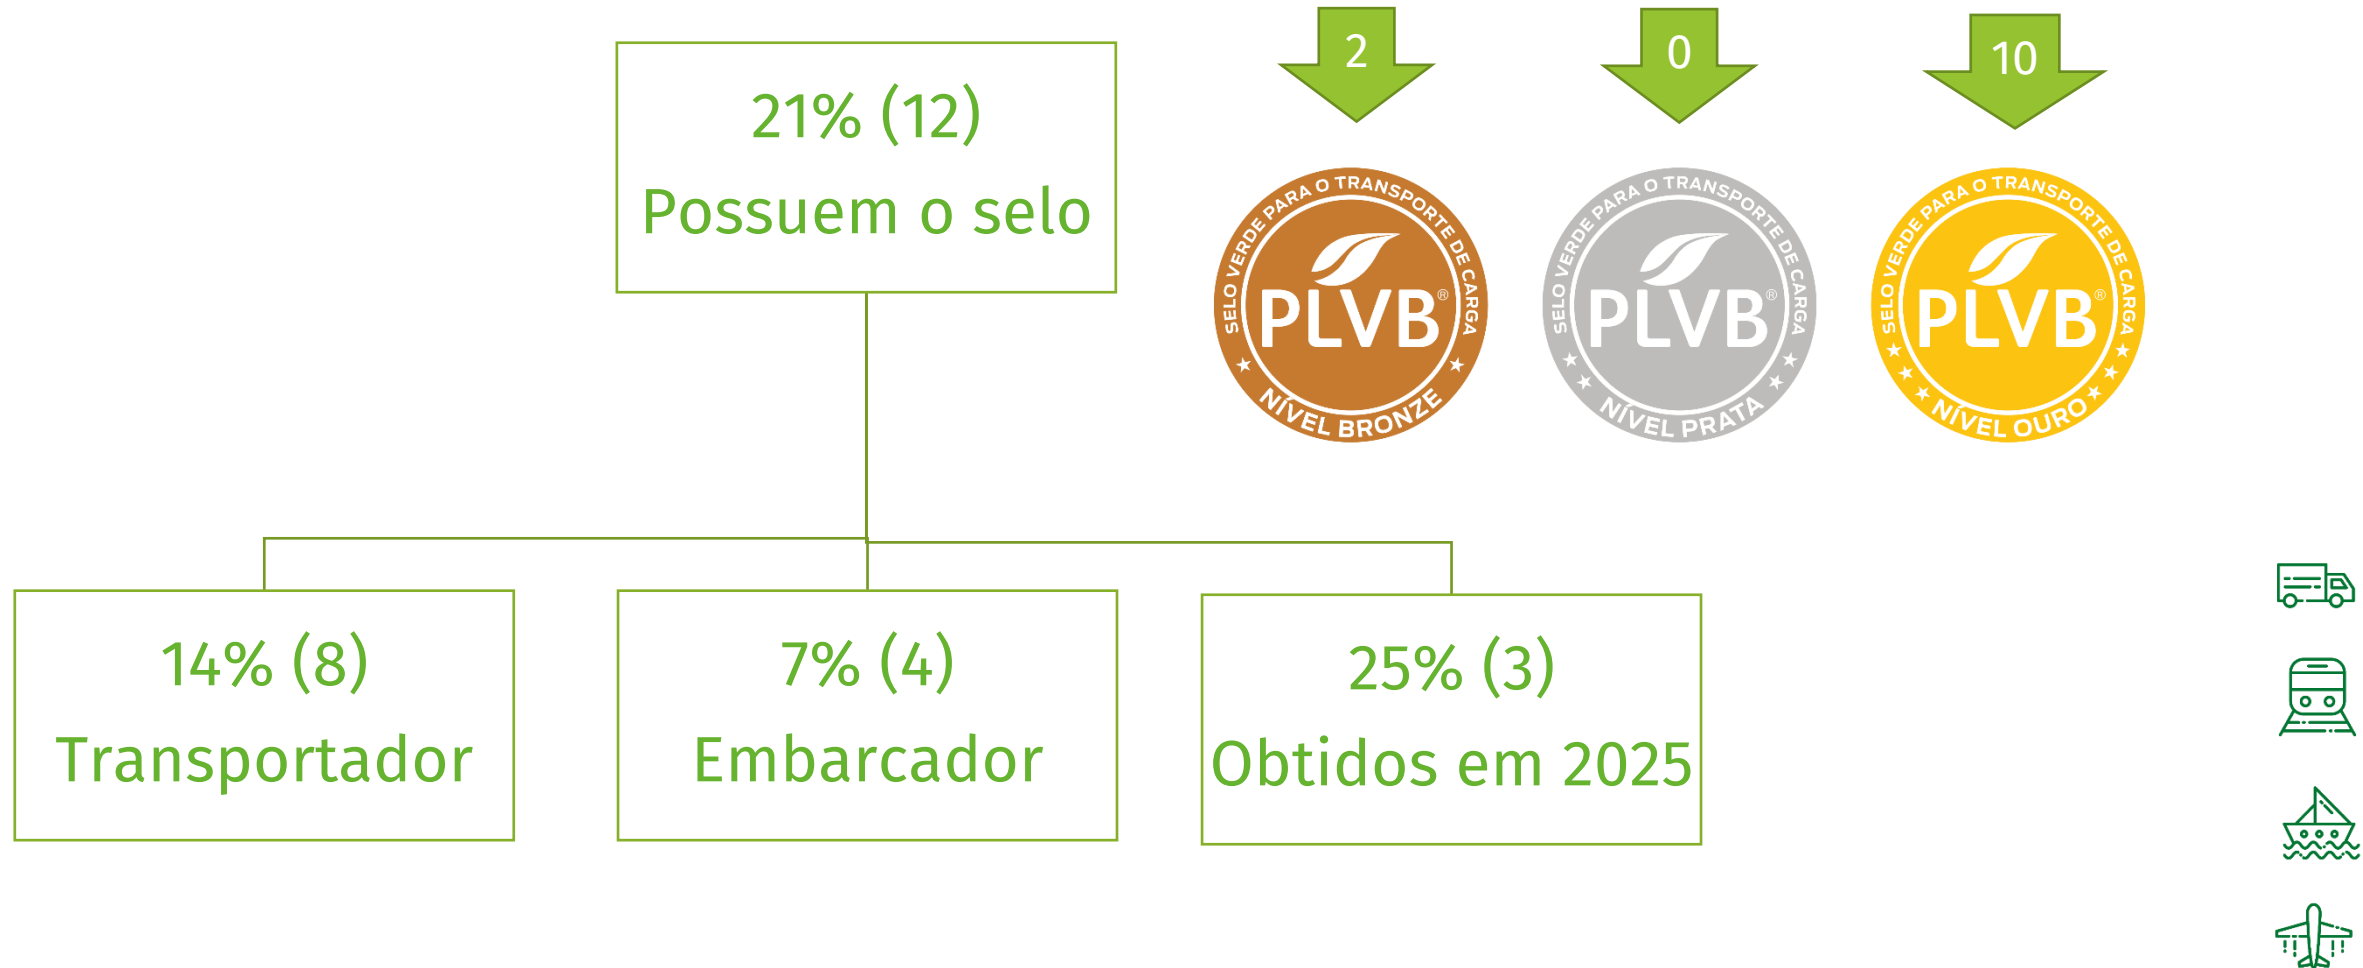 21% (12)
Possuem o selo
2
0
10
SELO VERDE PARA O TRANSPORTE DE CARGA
PLVB®
NÍVEL BRONZE
SELO VERDE PARA O TRANSPORTE DE CARGA
PLVB®
NÍVEL PRATA
SELO VERDE PARA O TRANSPORTE DE CARGA
PLVB®
NÍVEL OURO
14% (8)
Transportador
7% (4)
Embarcador
25% (3)
Obtidos em 2025